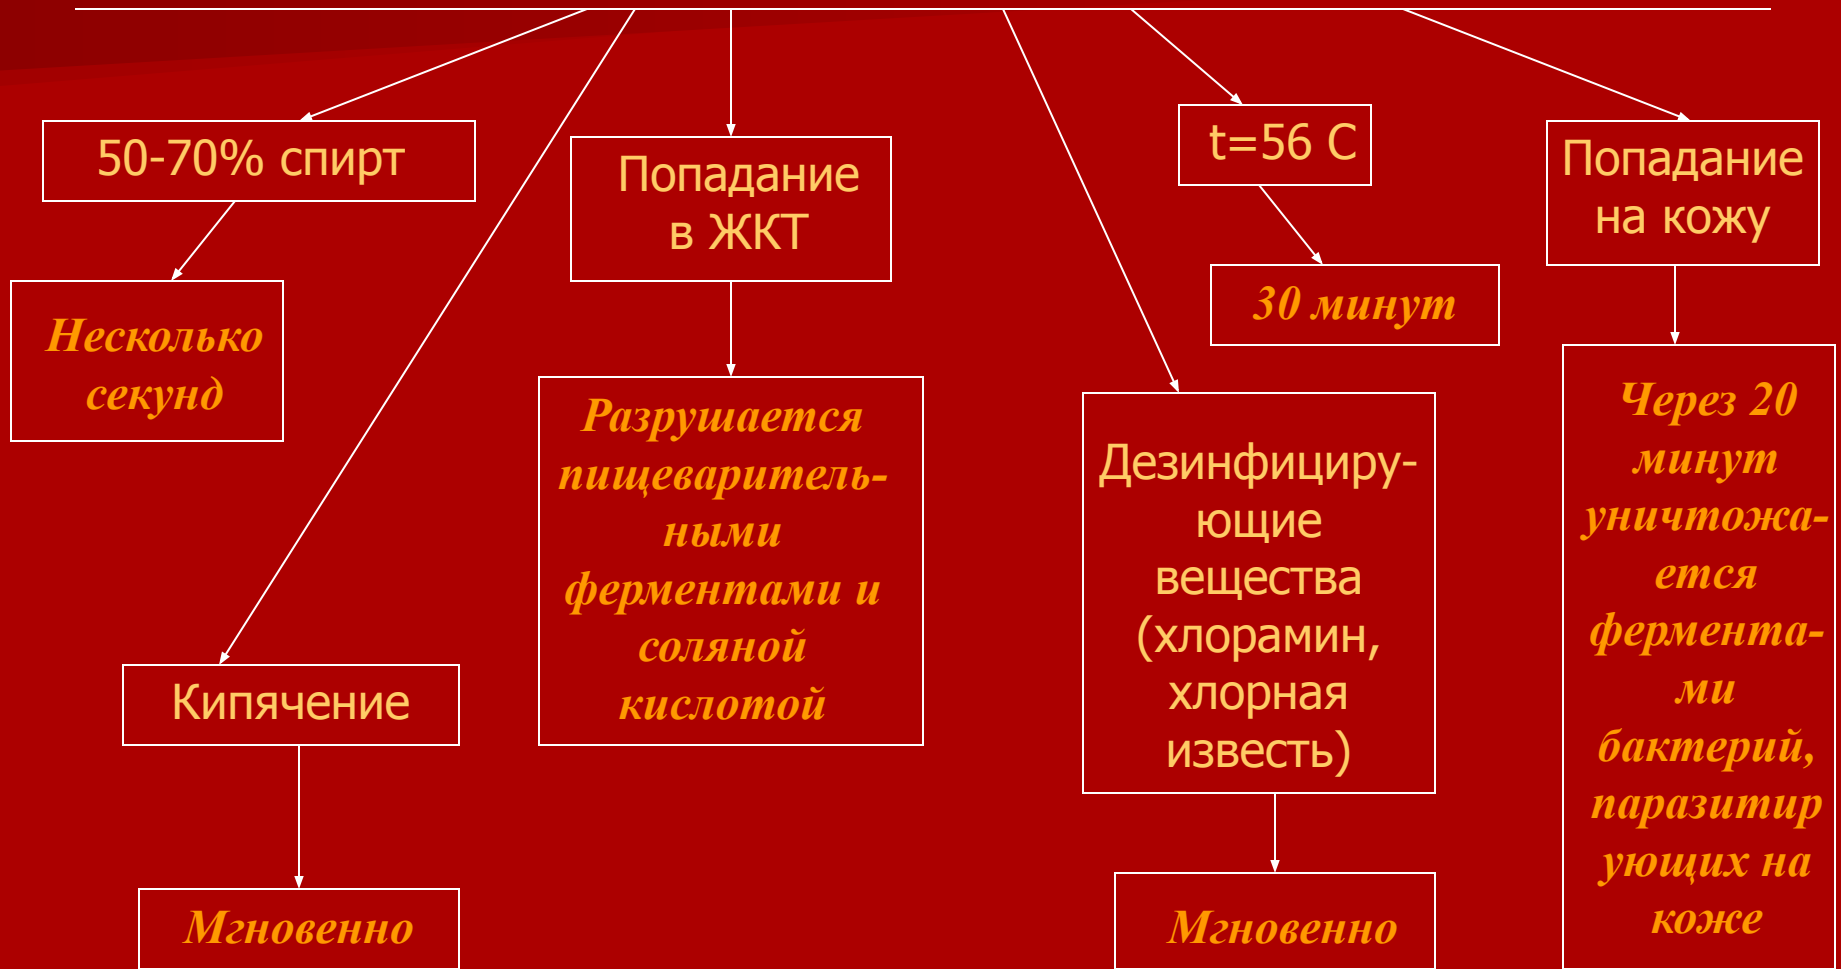 50-70% спирт
Несколько
секунд
Кипячение
Мгновенно
Попадание
в ЖКТ
Разрушается
пищеваритель-
ными
ферментами и
соляной
кислотой
t=56 C
30 минут
Дезинфициру-
ющие
вещества
(хлорамин,
хлорная
известь)
Мгновенно
Попадание
на кожу
Через 20
минут
уничтожа-
ется
фермента-
ми
бактерий,
паразитир
ующих на
коже